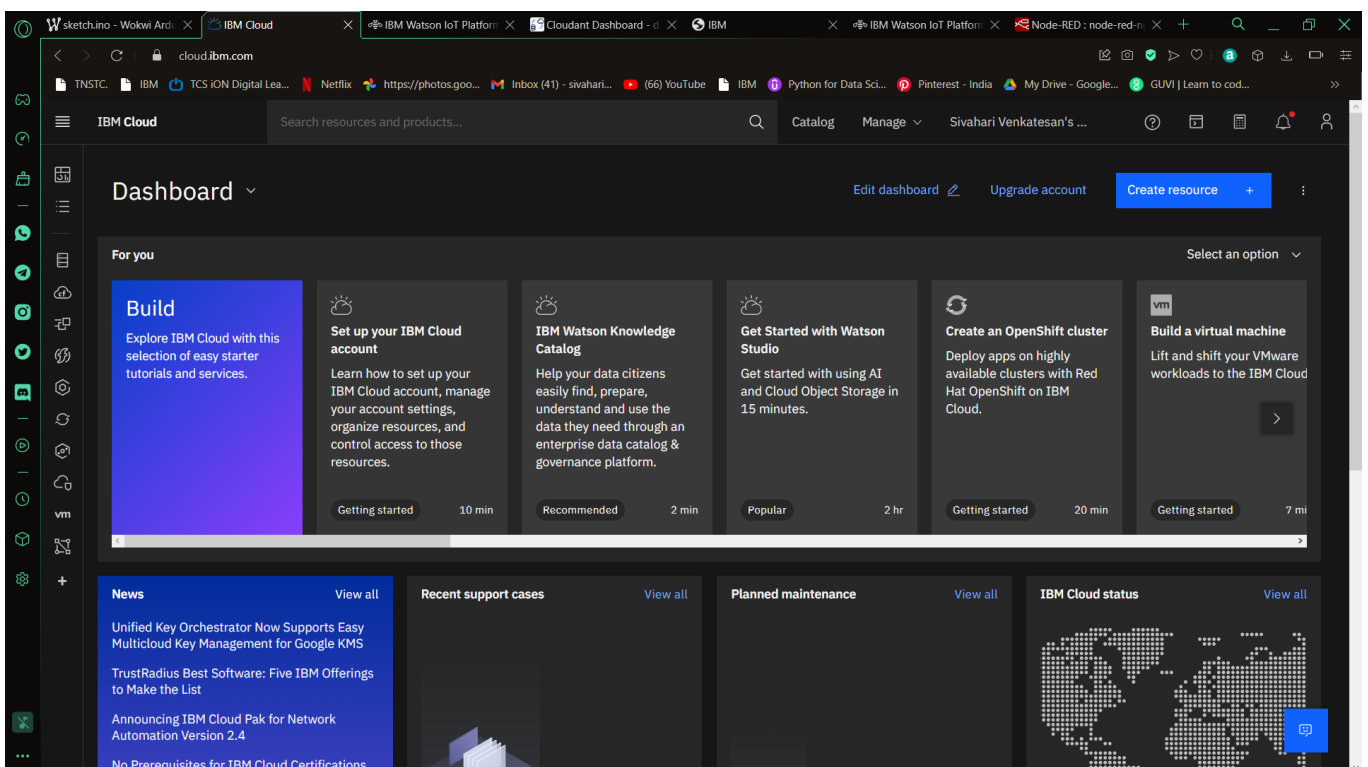 sketch.ino - Wokwi Ardu
IBM Cloud
IBM Watson IoT Platform
Cloudant Dashboard - d
IBM
IBM Watson IoT Platform
Node-RED : node-red-n
cloud.ibm.com
TNSTC.
IBM
TCS iON Digital Lea...
Netflix
https://photos.goo...
Inbox (41) - sivahari...
(66) YouTube
IBM
Python for Data Sci...
Pinterest - India
My Drive - Google...
GUVI | Learn to cod...
IBM Cloud
Search resources and products...
Catalog
Manage
Sivahari Venkatesan's ...
Dashboard
Edit dashboard
Upgrade account
Create resource +
For you
Select an option
Build
Explore IBM Cloud with this
selection of easy starter
tutorials and services.
Set up your IBM Cloud
account
Learn how to set up your
IBM Cloud account, manage
your account settings,
organize resources, and
control access to those
resources.
Getting started
10 min
IBM Watson Knowledge
Catalog
Help your data citizens
easily find, prepare,
understand and use the
data they need through an
enterprise data catalog &
governance platform.
Recommended
2 min
Get Started with Watson
Studio
Get started with using AI
and Cloud Object Storage in
15 minutes.
Popular
2 hr
Create an OpenShift cluster
Deploy apps on highly
available clusters with Red
Hat OpenShift on IBM
Cloud.
Getting started
20 min
vm
Build a virtual machine
Lift and shift your VMware
workloads to the IBM Cloud
Getting started
7 mi
vm
News
View all
Unified Key Orchestrator Now Supports Easy
Multicloud Key Management for Google KMS
TrustRadius Best Software: Five IBM Offerings
to Make the List
Announcing IBM Cloud Pak for Network
Automation Version 2.4
No Prerequisites for IBM Cloud Certifications
Recent support cases
View all
Planned maintenance
View all
IBM Cloud status
View all